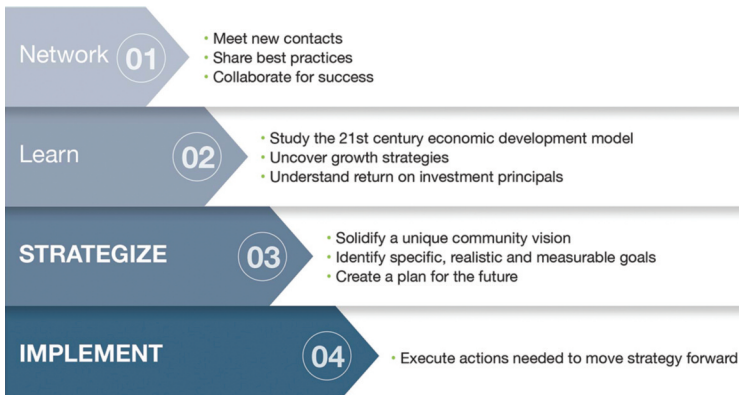 Network 01
• Meet new contacts
• Share best practices
• Collaborate for success
Learn 02
• Study the 21st century economic development model
• Uncover growth strategies
• Understand return on investment principals
STRATEGIZE 03
• Solidify a unique community vision
• Identify specific, realistic and measurable goals
• Create a plan for the future
IMPLEMENT 04
• Execute actions needed to move strategy forward